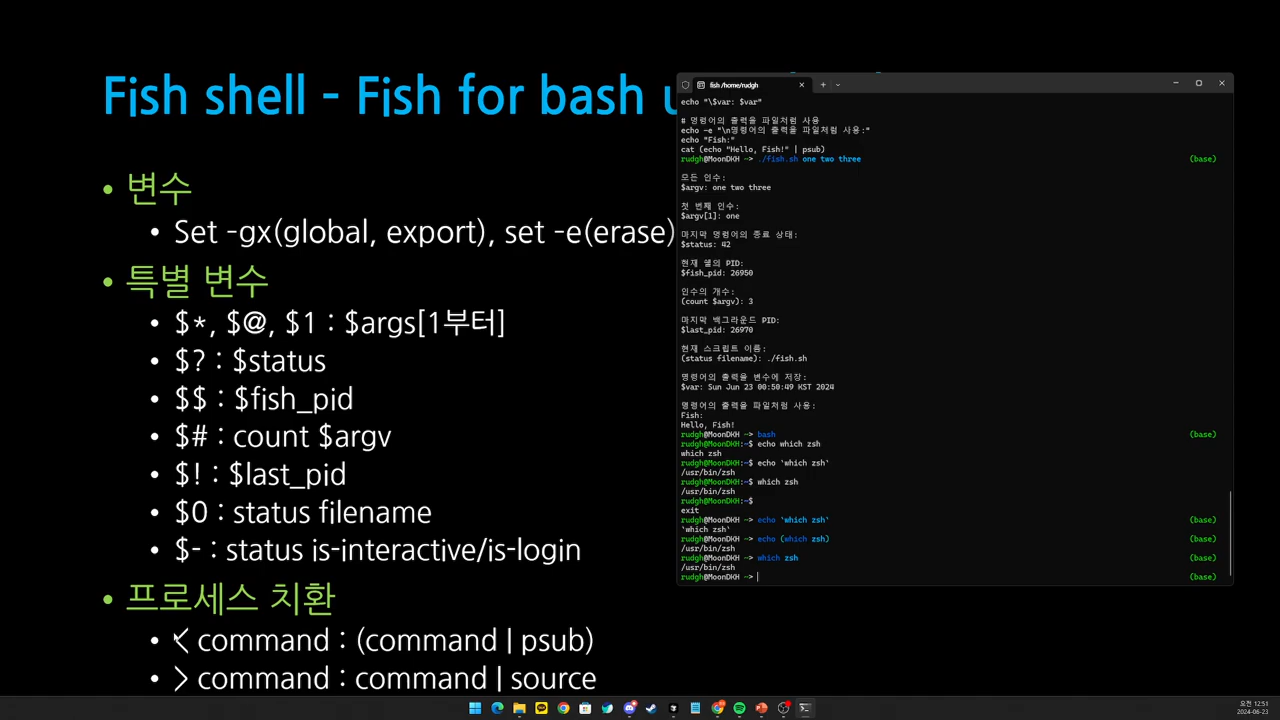 Fish shell - Fish for bash u
• 변수
• Set -gx(global, export), set -e(erase)
• 특별 변수
• $*, $@, $1 : $args[1부터]
• $? : $status
• $$ : $fish_pid
• $# : count $argv
• $! : $last_pid
• $0 : status filename
• $- : status is-interactive/is-login
• 프로세스 치환
• < command : (command | psub)
• > command : command | source
fish /home/rudgh
echo "\$var: $var"
# 명령어의 출력을 파일처럼 사용
echo -e "\n명령어의 출력을 파일처럼 사용:"
echo "Fish:"
cat (echo "Hello, Fish!" | psub)
rudgh@MoonDKH ~> ./fish.sh one two three (base)
모든 인수:
$argv: one two three
첫 번째 인수:
$argv[1]: one
마지막 명령어의 종료 상태:
$status: 42
현재 쉘의 PID:
$fish_pid: 26950
인수의 개수:
(count $argv): 3
마지막 백그라운드 PID:
$last_pid: 26970
현재 스크립트 이름:
(status filename): ./fish.sh
명령어의 출력을 변수에 저장:
$var: Sun Jun 23 00:50:49 KST 2024
명령어의 출력을 파일처럼 사용:
Fish:
Hello, Fish!
rudgh@MoonDKH ~> bash (base)
rudgh@MoonDKH:~$ echo which zsh
which zsh
rudgh@MoonDKH:~$ echo `which zsh`
/usr/bin/zsh
rudgh@MoonDKH:~$ which zsh
/usr/bin/zsh
rudgh@MoonDKH:~$
exit
rudgh@MoonDKH ~> echo `which zsh` (base)
`which zsh`
rudgh@MoonDKH ~> echo (which zsh) (base)
/usr/bin/zsh
rudgh@MoonDKH ~> which zsh (base)
/usr/bin/zsh
rudgh@MoonDKH ~> (base)
오전 12:51
2024-06-23